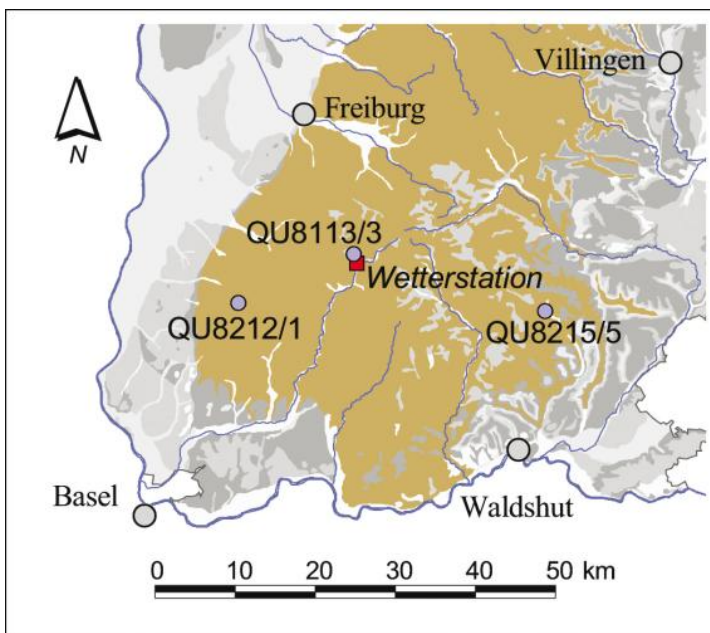 Villingen
Freiburg
N
QU8113/3
Wetterstation
QU8212/1
QU8215/5
Basel
Waldshut
0 10 20 30 40 50 km